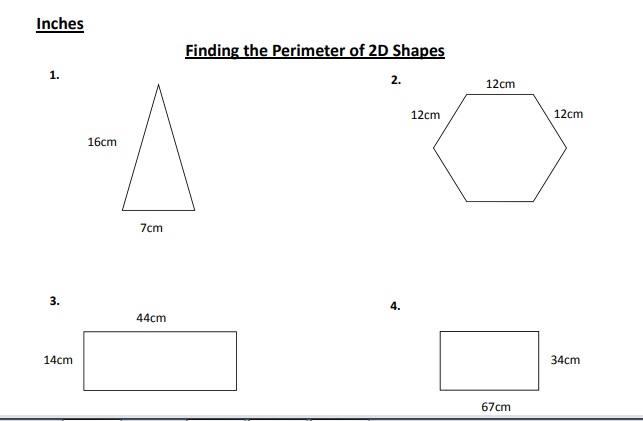 Inches
Finding the Perimeter of 2D Shapes
1.
16cm
7cm
2.
12cm
12cm
12cm
3.
44cm
14cm
4.
34cm
67cm